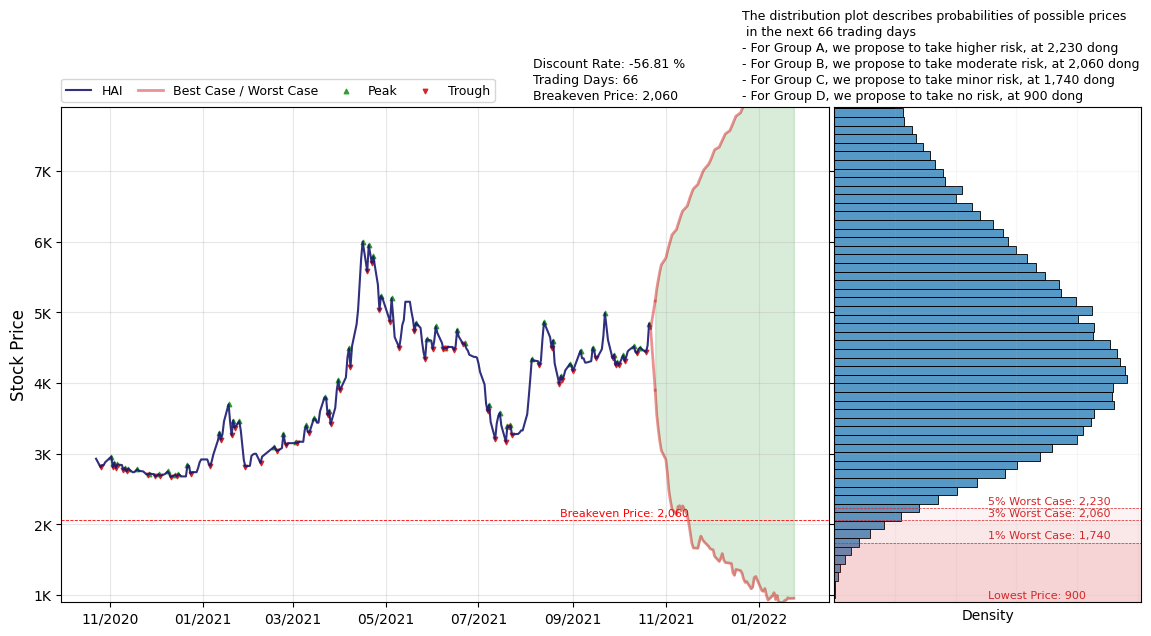 The distribution plot describes probabilities of possible prices
in the next 66 trading days
- For Group A, we propose to take higher risk, at 2,230 dong
- For Group B, we propose to take moderate risk, at 2,060 dong
- For Group C, we propose to take minor risk, at 1,740 dong
- For Group D, we propose to take no risk, at 900 dong
Discount Rate: -56.81 %
Trading Days: 66
Breakeven Price: 2,060
HAI
Best Case / Worst Case
Peak
Trough
Stock Price
7K
6K
5K
4K
3K
2K
1K
Breakeven Price: 2,060
5% Worst Case: 2,230
3% Worst Case: 2,060
1% Worst Case: 1,740
Lowest Price: 900
11/2020
01/2021
03/2021
05/2021
07/2021
09/2021
11/2021
01/2022
Density